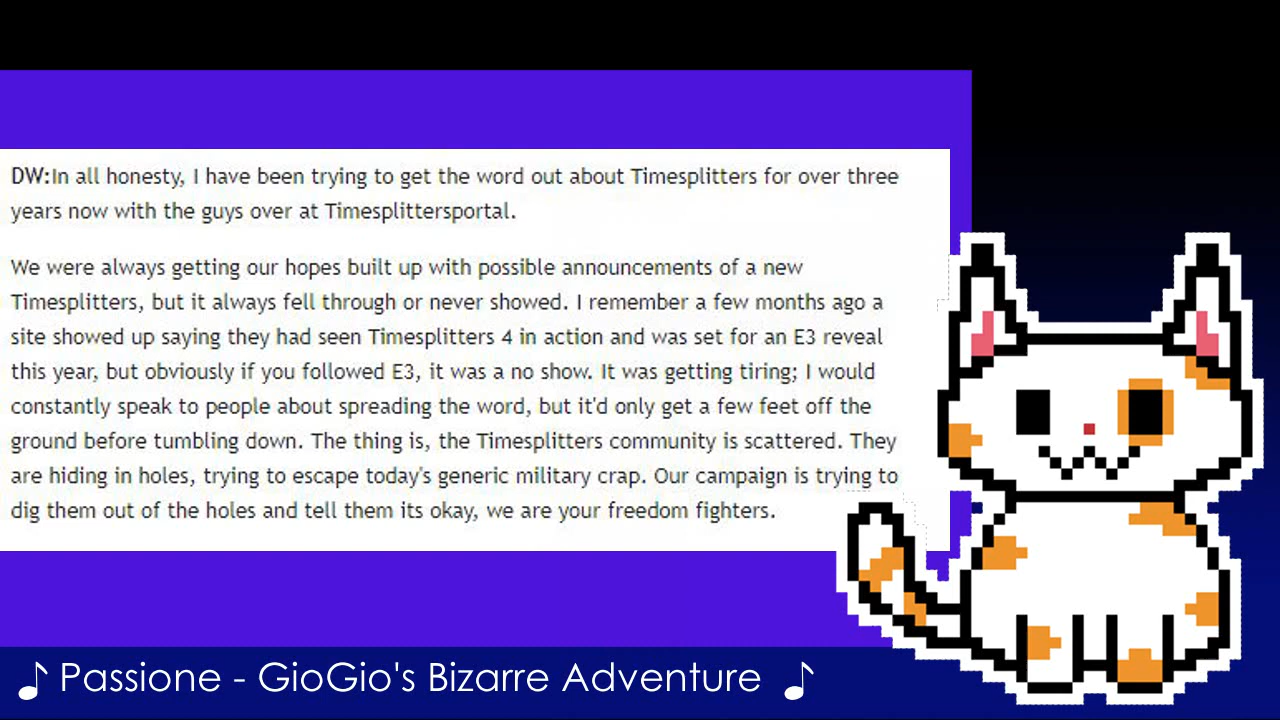 DW:In all honesty, I have been trying to get the word out about Timesplitters for over three
years now with the guys over at Timesplittersportal.
We were always getting our hopes built up with possible announcements of a new
Timesplitters, but it always fell through or never showed. I remember a few months ago a
site showed up saying they had seen Timesplitters 4 in action and was set for an E3 reveal
this year, but obviously if you followed E3, it was a no show. It was getting tiring; I would
constantly speak to people about spreading the word, but it'd only get a few feet off the
ground before tumbling down. The thing is, the Timesplitters community is scattered. They
are hiding in holes, trying to escape today's generic military crap. Our campaign is trying to
dig them out of the holes and tell them its okay, we are your freedom fighters.
♪ Passione - GioGio's Bizarre Adventure ♪